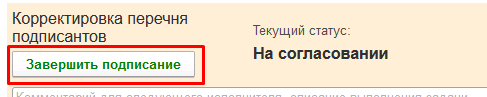 Корректировка перечня
подписантов
Текущий статус:
На согласовании
Завершить подписание